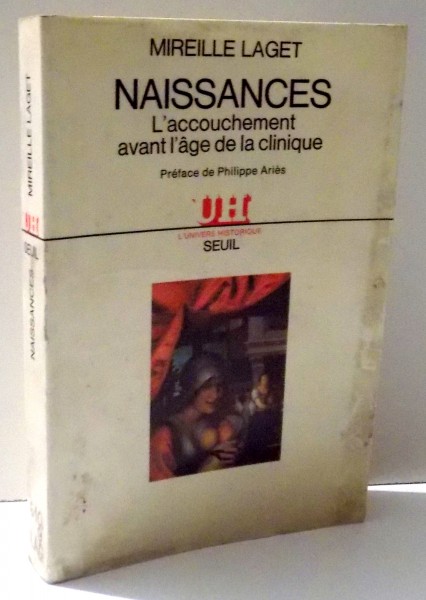 MIREILLE LAGET
NAISSANCES
L'accouchement
avant l'âge de la clinique
Préface de Philippe Ariès
UH
L'UNIVERS HISTORIQUE
SEUIL
MIREILLE LAGET
UH
SEUIL
NAISSANCES